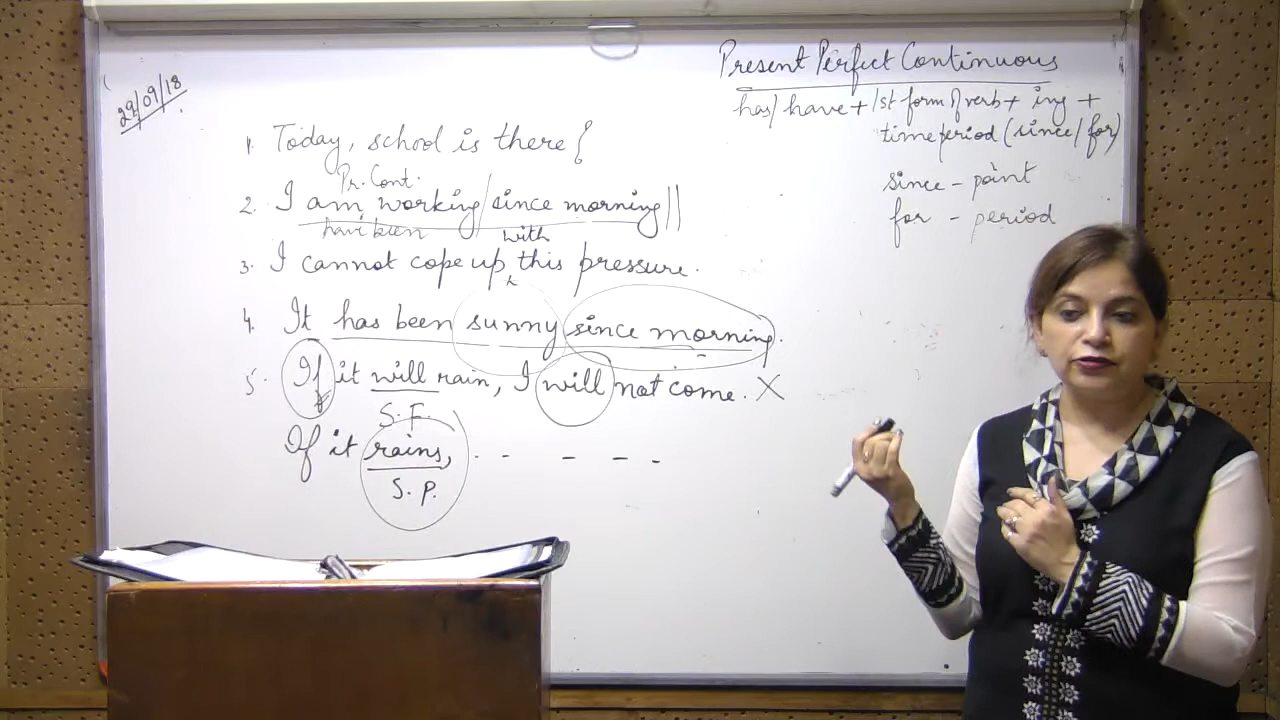 29/09/18
Present Perfect Continuous
has/have + 1st form of verb + ing +
time period (since/for)
since - point
for - period
1. Today, school is there {
Pr. Cont.
2. I am working/since morning||
have been
with
3. I cannot cope up this pressure.
4. It has been sunny since morning.
5. If it will rain, I will not come. X
S. F.
If it rains, . . - - - .
S. P.